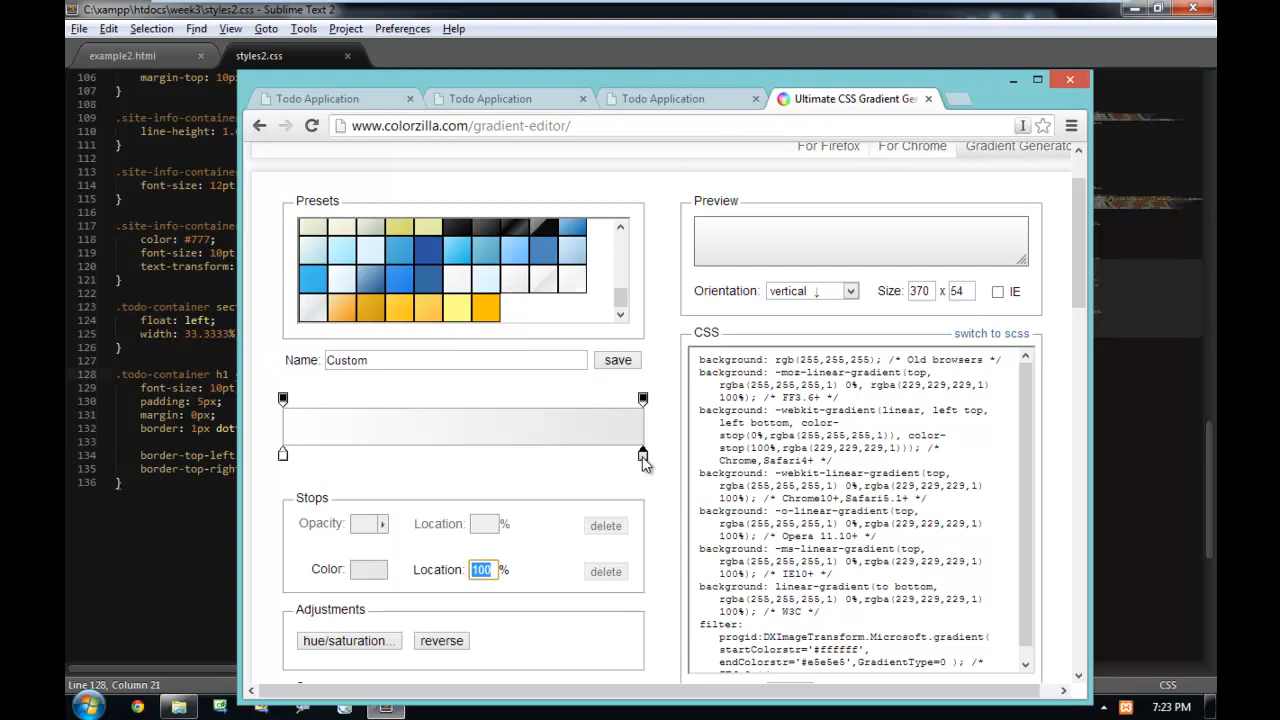 C:\xampp\htdocs\week3\styles2.css - Sublime Text 2
File Edit Selection Find View Goto Tools Project Preferences Help
example2.html × styles2.css ×
106 margin-top: 10p
107 }
108
109 .site-info-contain
110 line-height: 1.
111 }
112
113 .site-info-contain
114 font-size: 12p
115 }
116
117 .site-info-container
118 color: #777;
119 font-size: 10p
120 text-transform:
121 }
122
123 .todo-container sec
124 float: left;
125 width: 33.3333%
126 }
127
128 .todo-container h1
129 font-size: 10p
130 padding: 5px;
131 margin: 0px;
132 border: 1px dot
133
134 border-top-left
135 border-top-righ
136 }
Todo Application × Todo Application × Todo Application × Ultimate CSS Gradient Ge ×
www.colorzilla.com/gradient-editor/
For Firefox For Chrome Gradient Generato
Presets
Name: Custom save
Stops
Opacity: Location: % delete
Color: Location: 100 % delete
Adjustments
hue/saturation... reverse
Preview
Orientation: vertical ↓ Size: 370 x 54 IE
CSS switch to scss
background: rgb(255,255,255); /* Old browsers */
background: -moz-linear-gradient(top,
rgba(255,255,255,1) 0%, rgba(229,229,229,1)
100%); /* FF3.6+ */
background: -webkit-gradient(linear, left top,
left bottom, color-
stop(0%,rgba(255,255,255,1)), color-
stop(100%,rgba(229,229,229,1))); /*
Chrome,Safari4+ */
background: -webkit-linear-gradient(top,
rgba(255,255,255,1) 0%,rgba(229,229,229,1)
100%); /* Chrome10+,Safari5.1+ */
background: -o-linear-gradient(top,
rgba(255,255,255,1) 0%,rgba(229,229,229,1)
100%); /* Opera 11.10+ */
background: -ms-linear-gradient(top,
rgba(255,255,255,1) 0%,rgba(229,229,229,1)
100%); /* IE10+ */
background: linear-gradient(to bottom,
rgba(255,255,255,1) 0%,rgba(229,229,229,1)
100%); /* W3C */
filter:
progid:DXImageTransform.Microsoft.gradient(
startColorstr='#ffffff',
endColorstr='#e5e5e5',GradientType=0 ); /*
Line 128, Column 21 CSS
7:23 PM